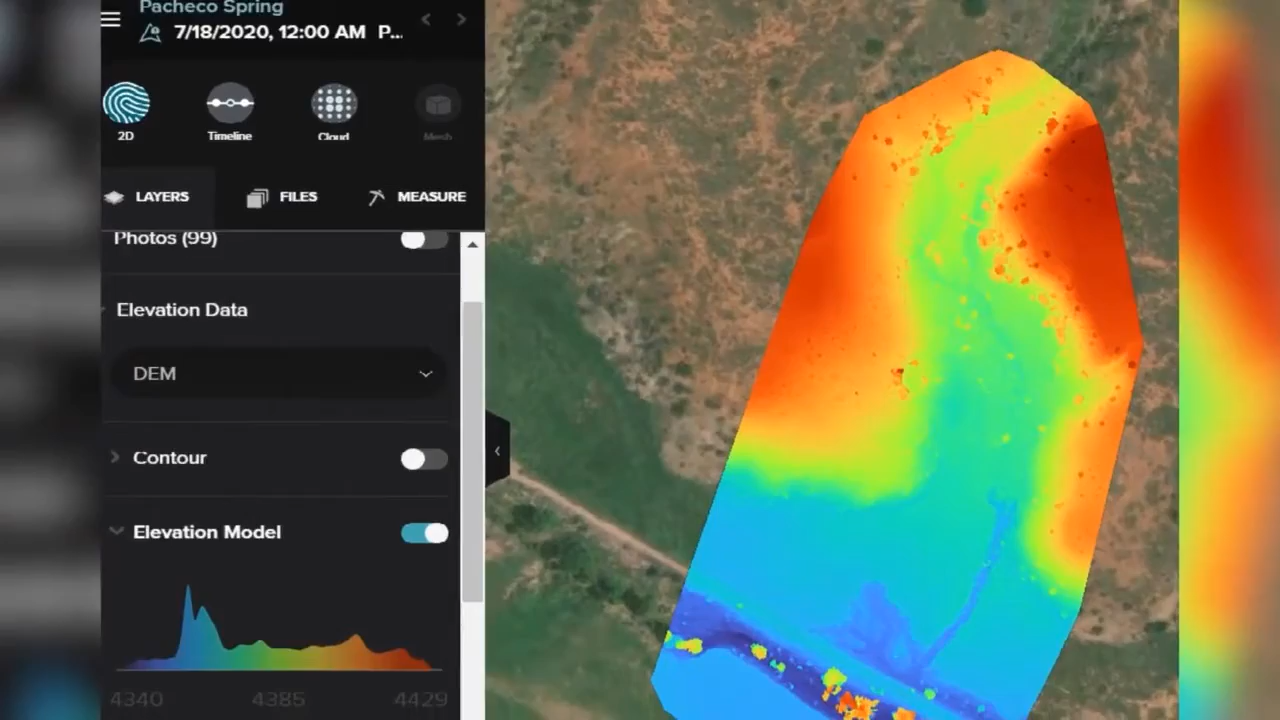 Pacheco Spring
7/18/2020, 12:00 AM P...
2D
Timeline
Cloud
Mesh
LAYERS
FILES
MEASURE
Photos (99)
Elevation Data
DEM
Contour
Elevation Model
4340
4385
4429